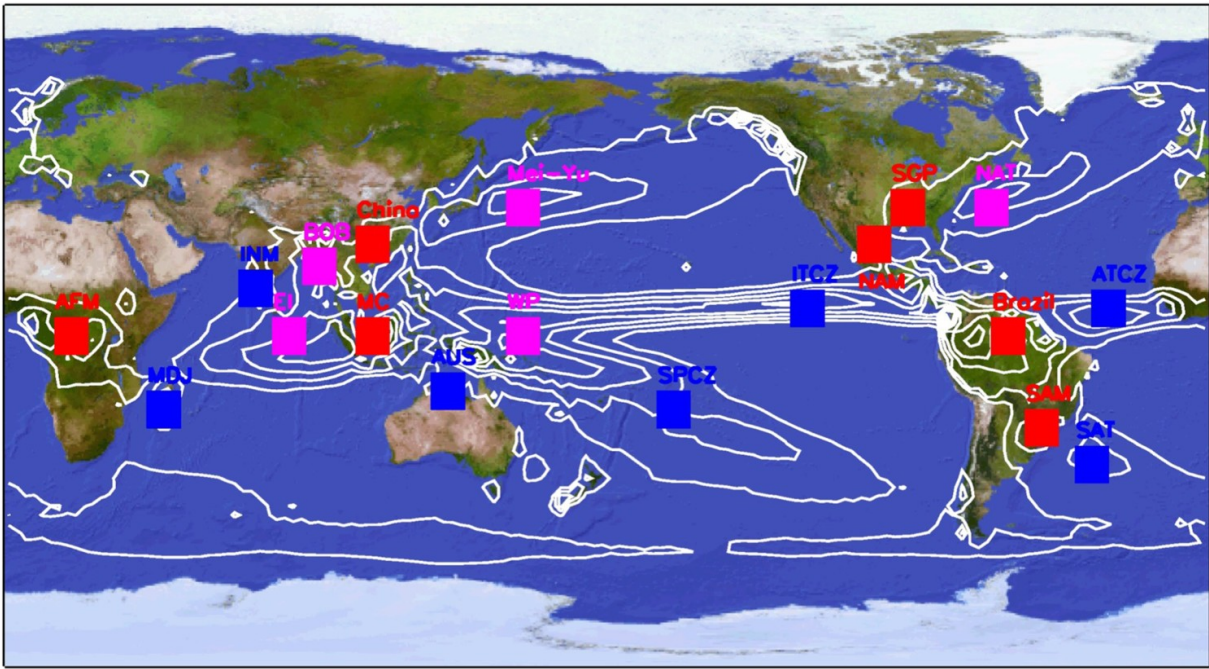 Mei-Yu
SGP
NAT
China
BOB
INM
ITCZ
NAM
ATCZ
AFM
EI
MC
WP
Brazil
MDJ
AUS
SPCZ
SAM
SAT